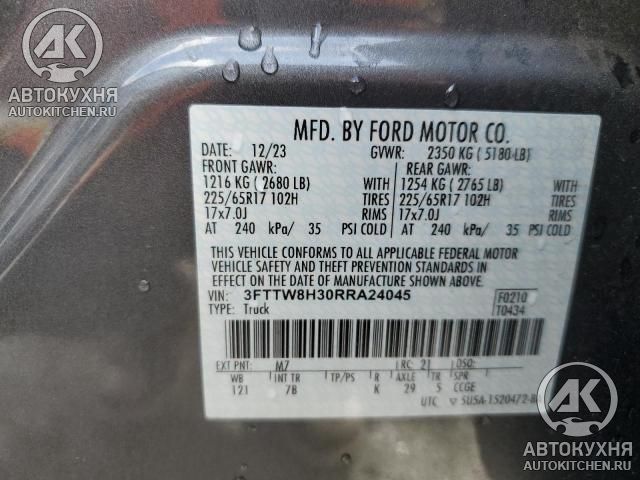 АК
АВТОКУХНЯ
AUTOKITCHEN.RU
MFD. BY FORD MOTOR CO.
DATE: 12/23 GVWR: 2350 KG ( 5180 LB)
FRONT GAWR: REAR GAWR:
1216 KG ( 2680 LB) WITH 1254 KG ( 2765 LB) WITH
225/65R17 102H TIRES 225/65R17 102H TIRES
17x7.0J RIMS 17x7.0J RIMS
AT 240 kPa/ 35 PSI COLD AT 240 kPa/ 35 PSI COLD
THIS VEHICLE CONFORMS TO ALL APPLICABLE FEDERAL MOTOR
VEHICLE SAFETY AND THEFT PREVENTION STANDARDS IN
EFFECT ON THE DATE OF MANUFACTURE SHOWN ABOVE.
VIN: 3FTTW8H30RRA24045 F0210
TYPE: Truck T0434
EXT PNT: M7 RC: 21 DSO:
WB INT TR TP/PS R AXLE TR SPR
121 7B K 29 5 CCGE
UTC
АК
АВТОКУХНЯ
AUTOKITCHEN.RU